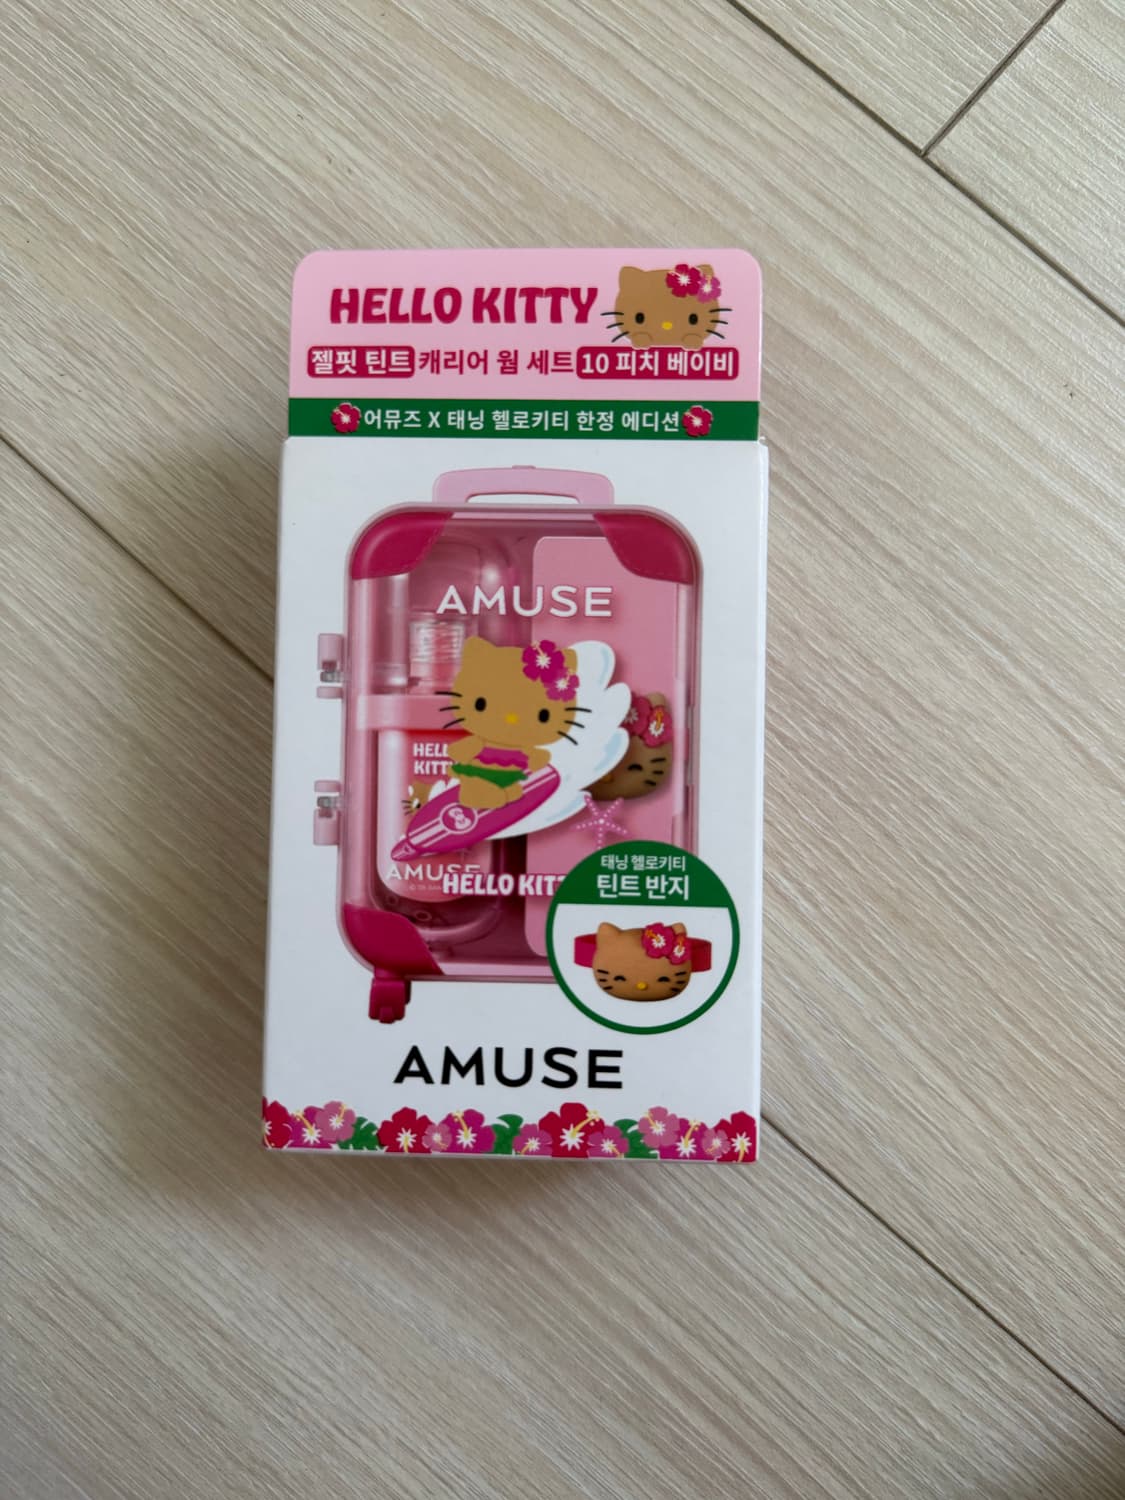 HELLO KITTY
젤핏 틴트 캐리어 웜 세트 10 피치 베이비
어뮤즈 X 태닝 헬로키티 한정 에디션
AMUSE
HELLO
KITTY
AMUSE
HELLO KITTY
태닝 헬로키티
틴트 반지
AMUSE